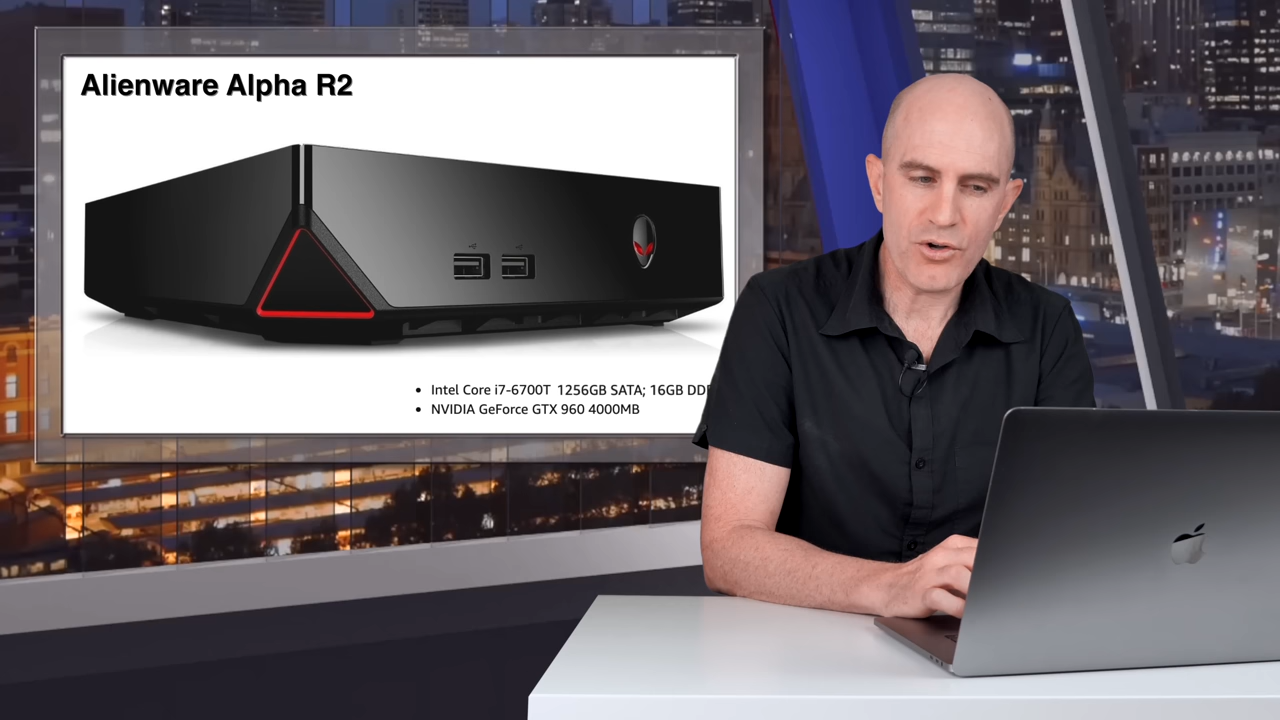 Alienware Alpha R2
• Intel Core i7-6700T 1256GB SATA; 16GB DD
• NVIDIA GeForce GTX 960 4000MB